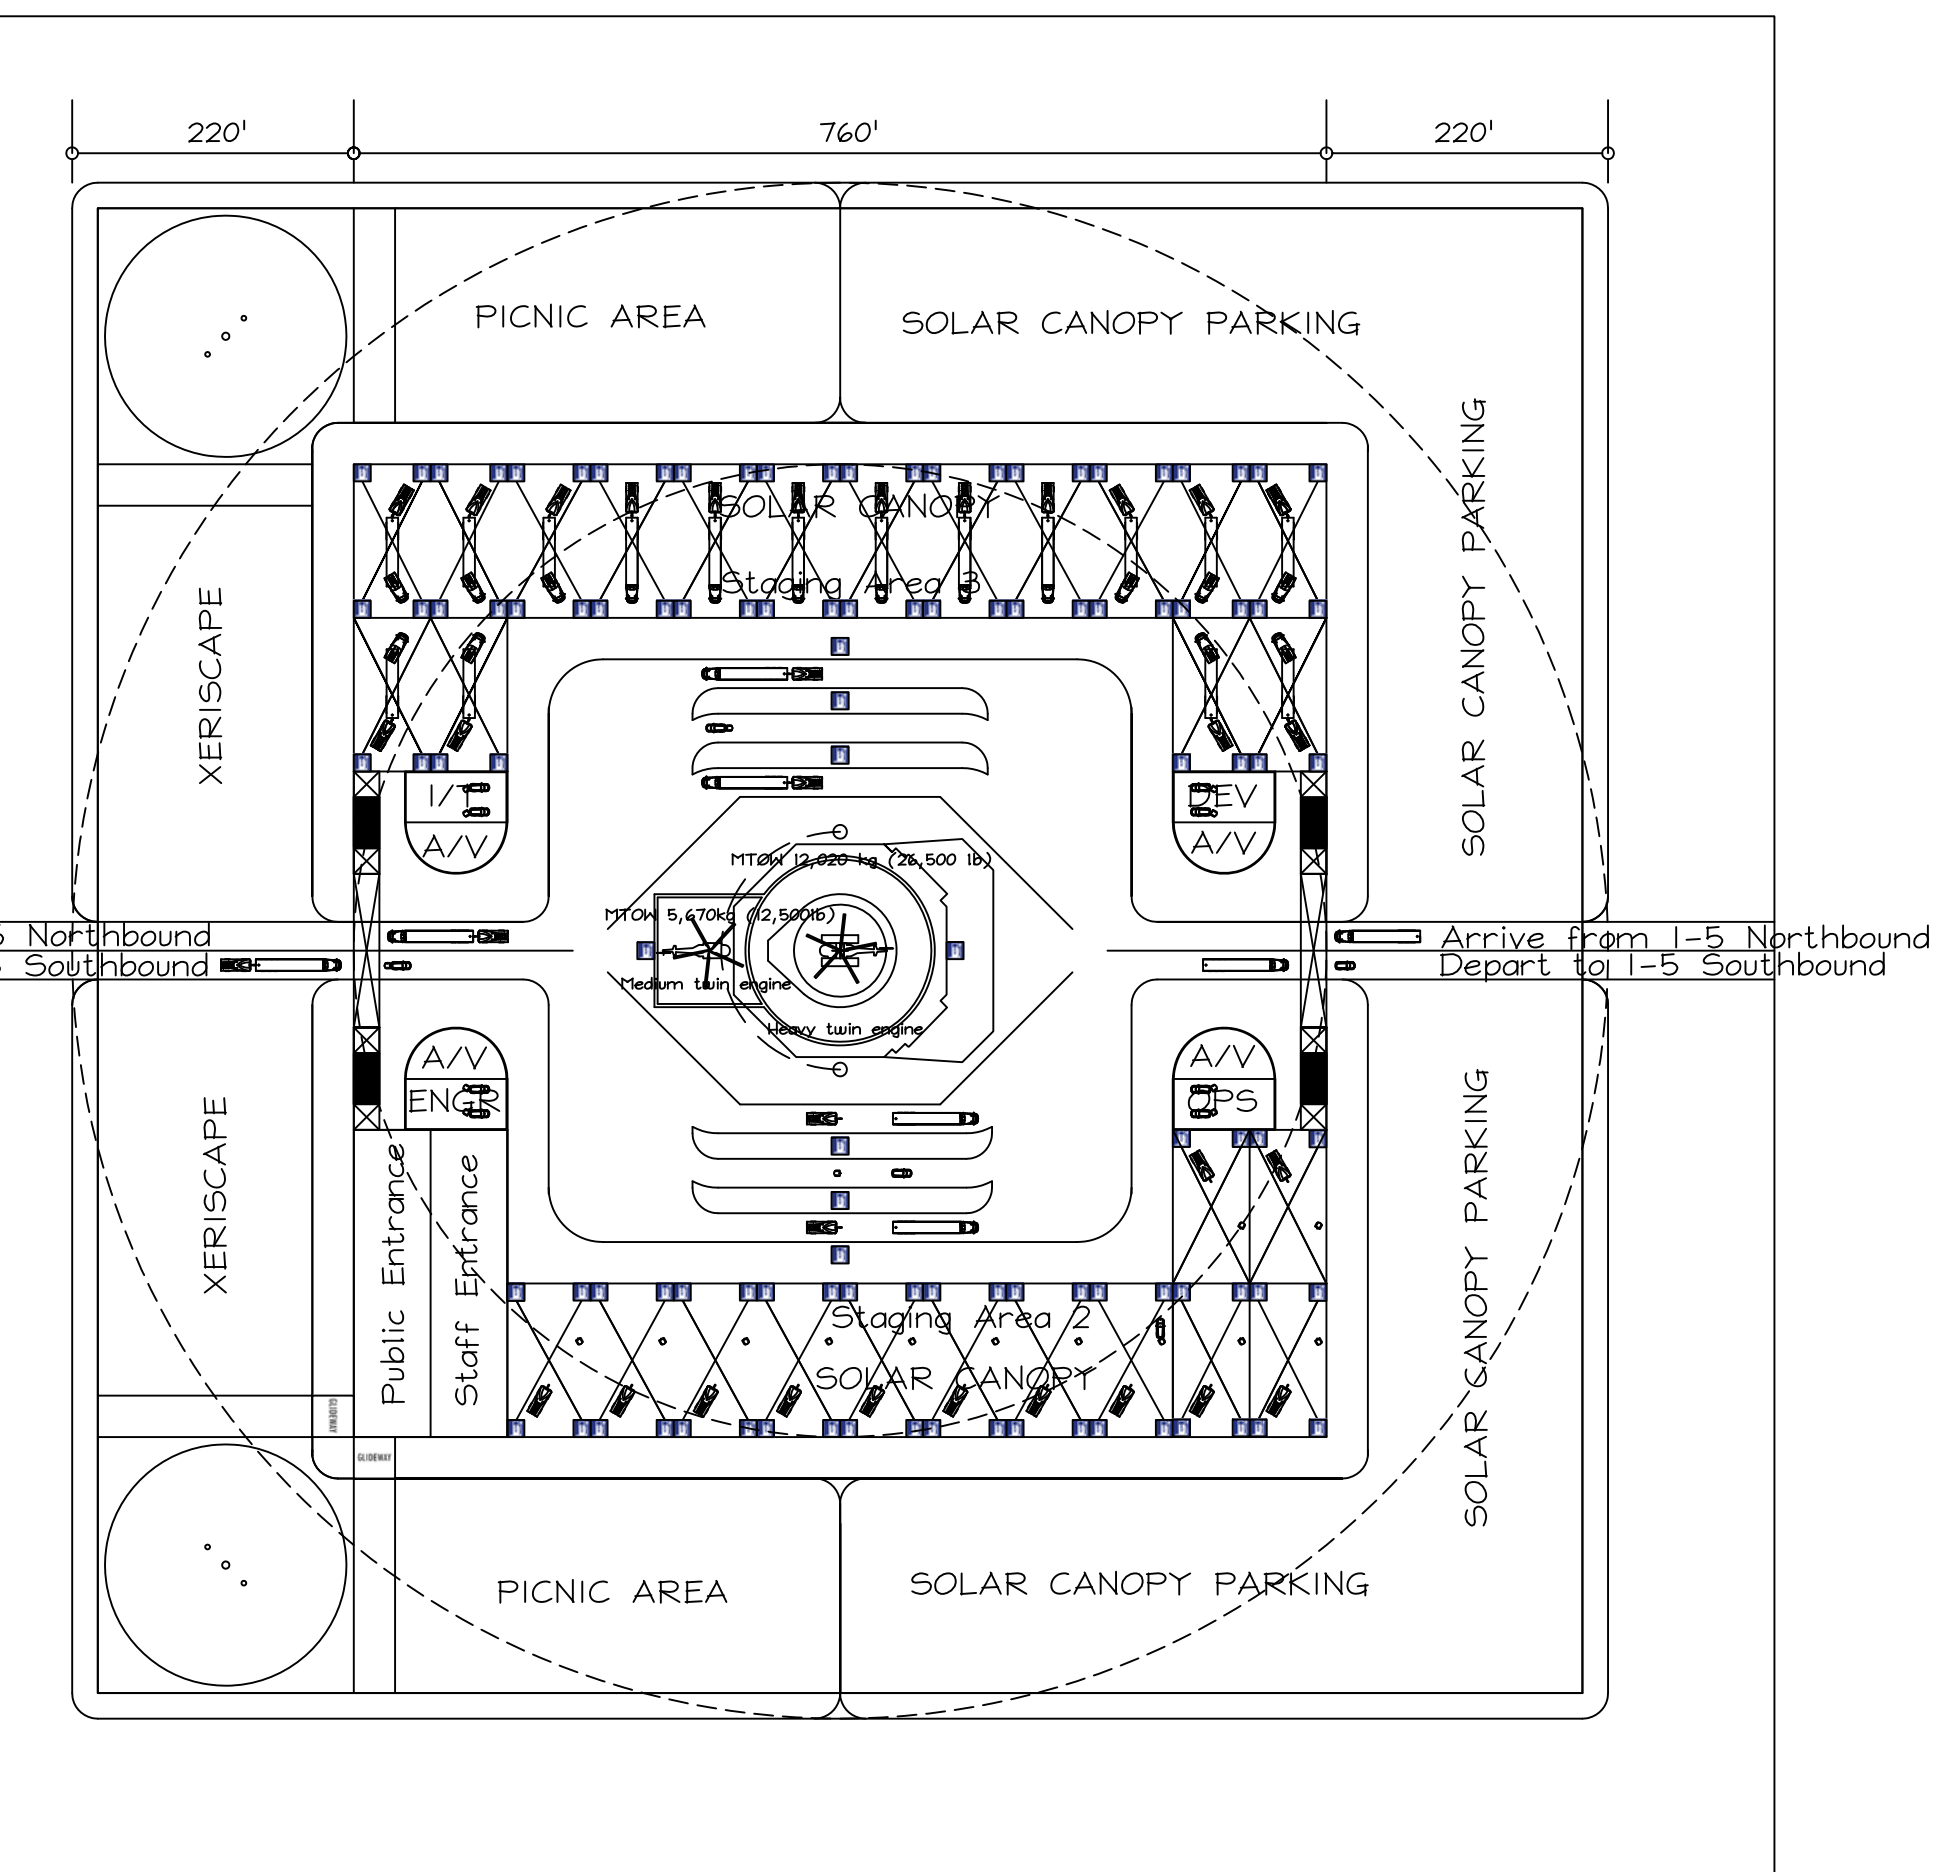 220'
760'
220'
PICNIC AREA
SOLAR CANOPY PARKING
SOLAR CANOPY PARKING
XERISCAPE
SOLAR CANOPY
Staging Area 3
I/T
A/V
DEV
A/V
MTOW 12,020 kg (26,500 lb)
MTOW 5,670kg (12,500lb)
Medium twin engine
Heavy twin engine
Northbound
Southbound
Arrive from I-5 Northbound
Depart to I-5 Southbound
A/V
ENGR
A/V
OPS
XERISCAPE
Public Entrance
Staff Entrance
SOLAR CANOPY PARKING
Staging Area 2
SOLAR CANOPY
GLIDEWAY
GLIDEWAY
PICNIC AREA
SOLAR CANOPY PARKING